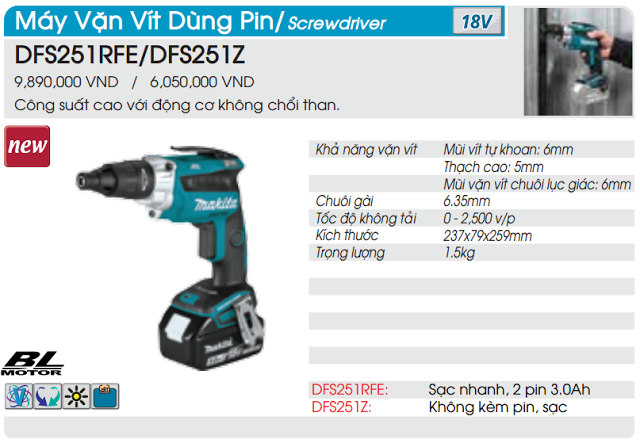 Máy Vặn Vít Dùng Pin/ Screwdriver 18V
DFS251RFE/DFS251Z
9,890,000 VND / 6,050,000 VND
Công suất cao với động cơ không chổi than.
new
Khả năng vặn vít Mũi vít tự khoan: 6mm
Thạch cao: 5mm
Mũi vặn vít chuôi lục giác: 6mm
Chuôi gài 6.35mm
Tốc độ không tải 0 - 2,500 v/p
Kích thước 237x79x259mm
Trọng lượng 1.5kg
makita
makita
BL
MOTOR
DFS251RFE: Sạc nhanh, 2 pin 3.0Ah
DFS251Z: Không kèm pin, sạc